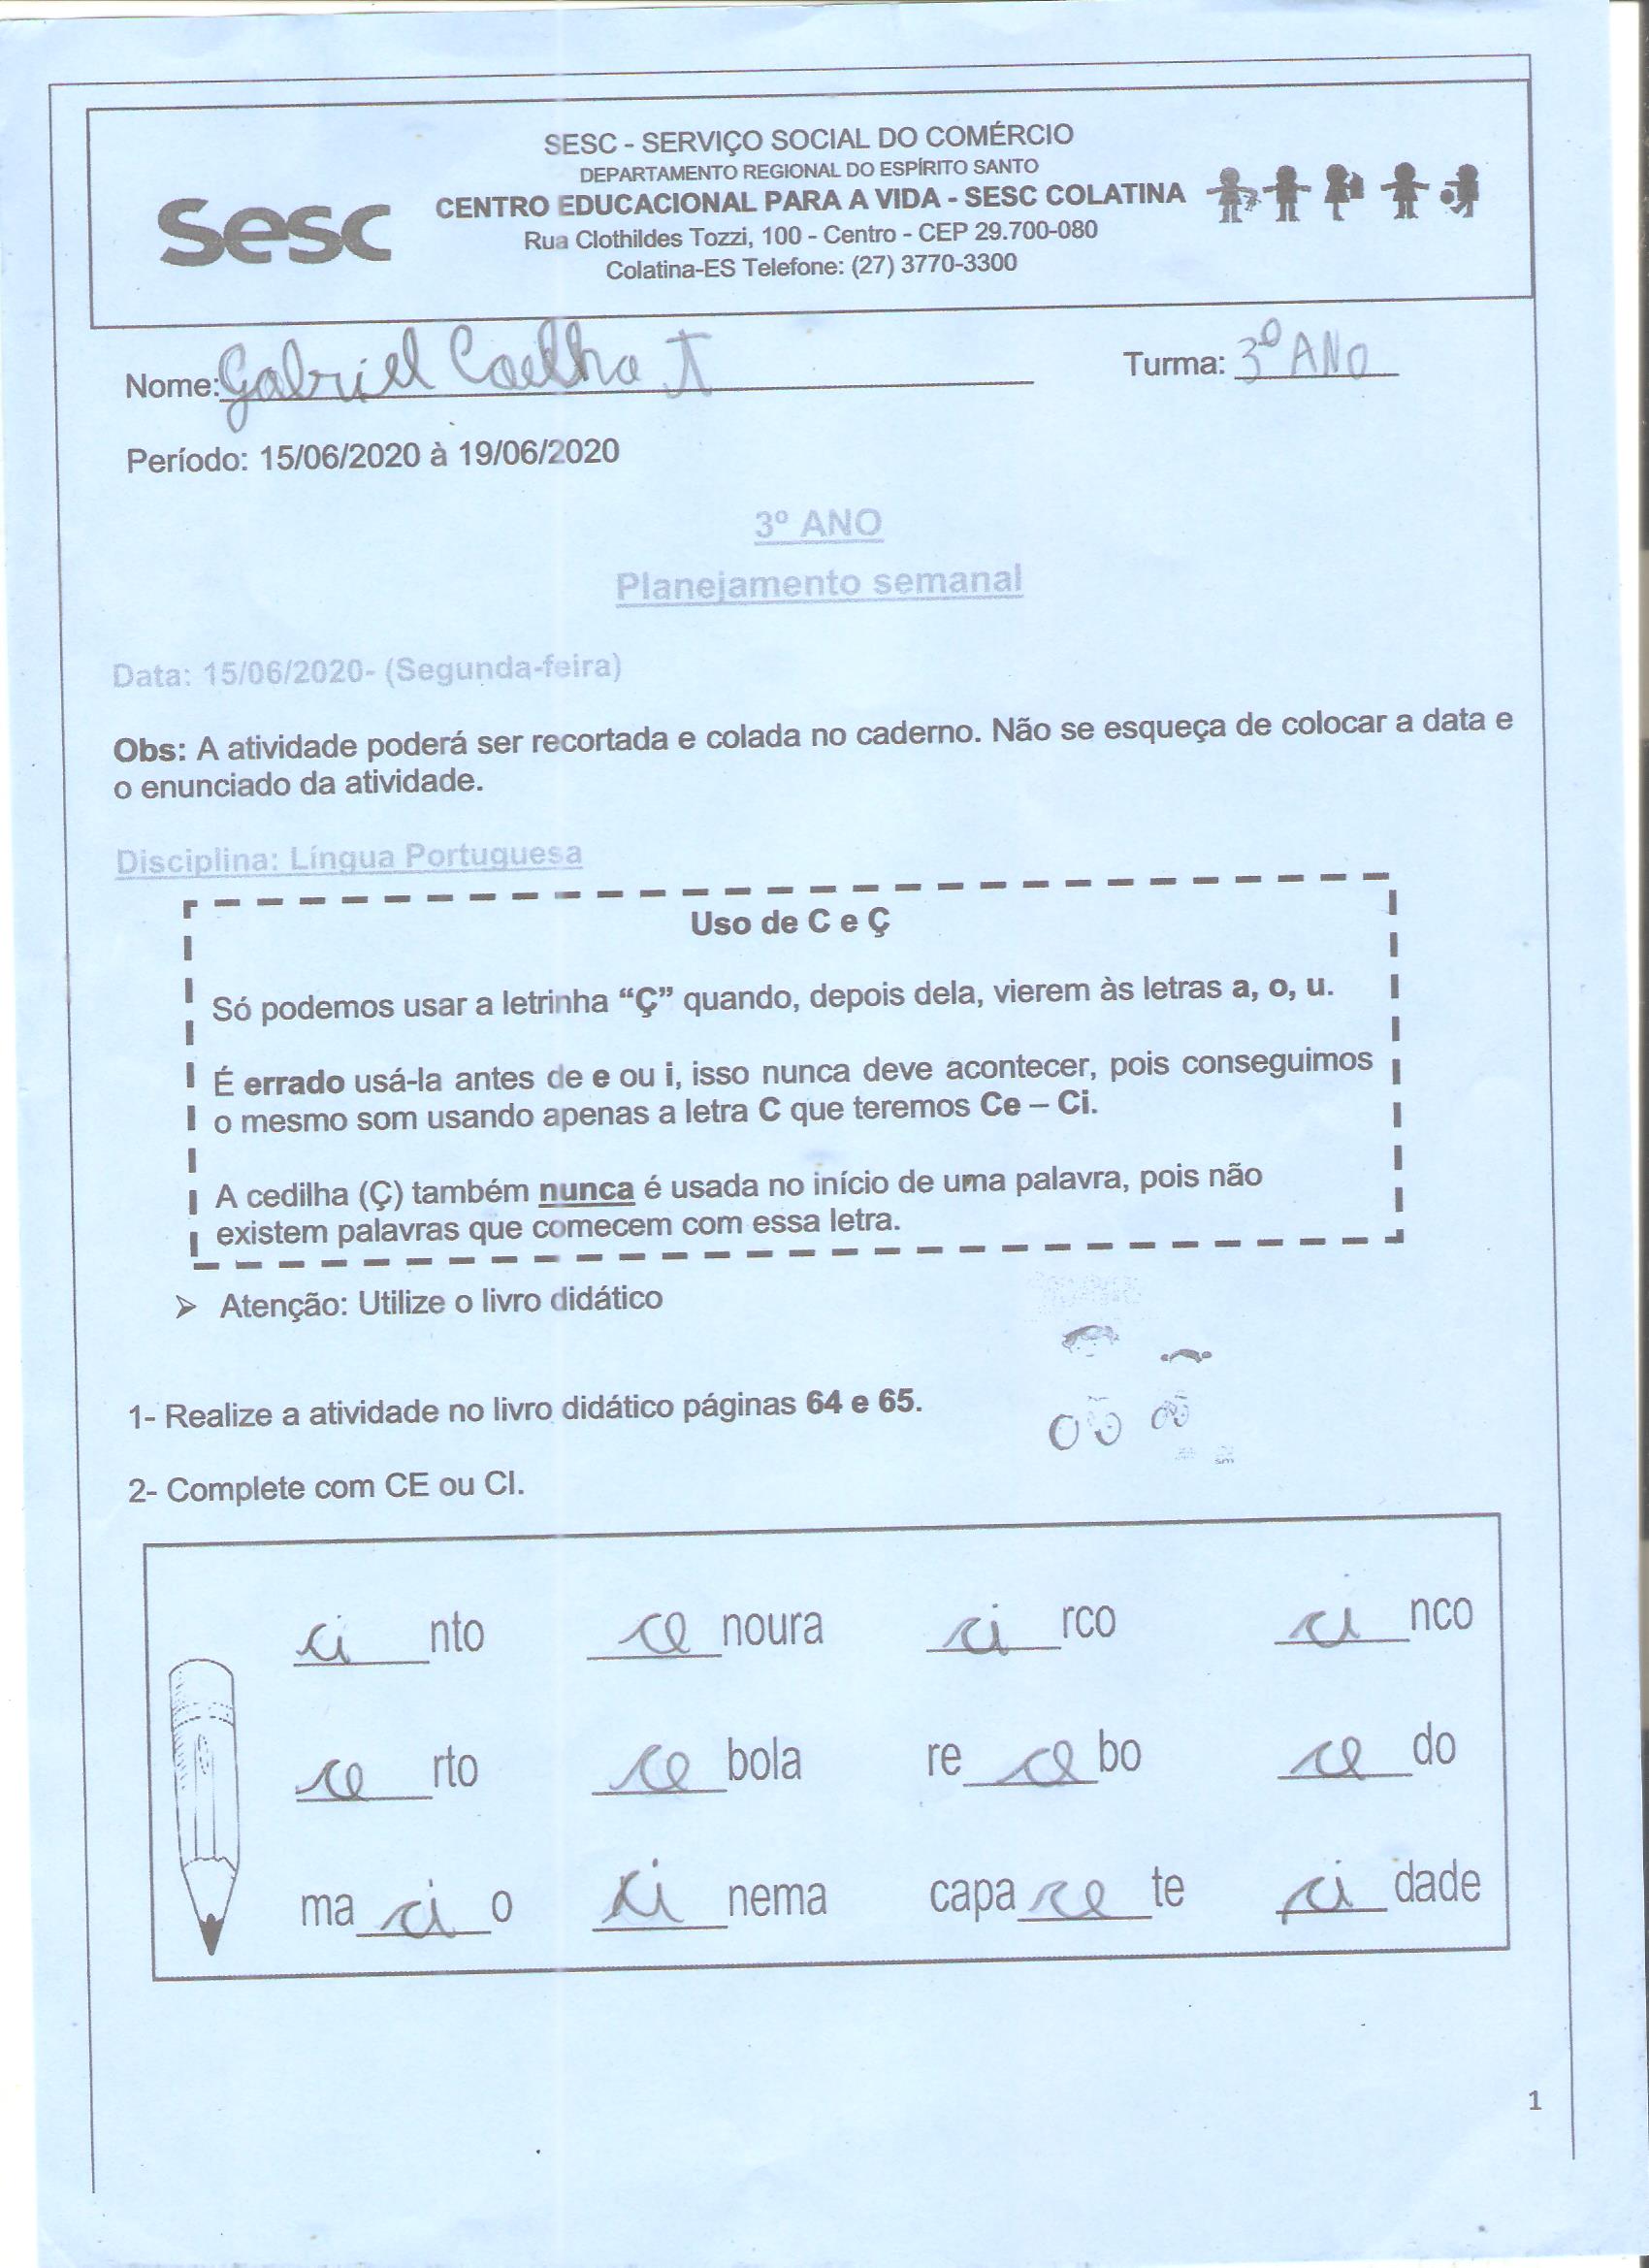 SESC - SERVIÇO SOCIAL DO COMÉRCIO
DEPARTAMENTO REGIONAL DO ESPÍRITO SANTO
Sesc
CENTRO EDUCACIONAL PARA A VIDA - SESC COLATINA
Rua Clothildes Tozzi, 100 - Centro - CEP 29.700-080
Colatina-ES Telefone: (27) 3770-3300
Nome: Gabriel Coelho T Turma: 3º ANO
Período: 15/06/2020 à 19/06/2020
3º ANO
Planejamento semanal
Data: 15/06/2020- (Segunda-feira)
Obs: A atividade poderá ser recortada e colada no caderno. Não se esqueça de colocar a data e
o enunciado da atividade.
Disciplina: Língua Portuguesa
Uso de C e Ç
Só podemos usar a letrinha “Ç” quando, depois dela, vierem às letras a, o, u.
É errado usá-la antes de e ou i, isso nunca deve acontecer, pois conseguimos
o mesmo som usando apenas a letra C que teremos Ce – Ci.
A cedilha (Ç) também nunca é usada no início de uma palavra, pois não
existem palavras que comecem com essa letra.
➢ Atenção: Utilize o livro didático
1- Realize a atividade no livro didático páginas 64 e 65.
2- Complete com CE ou CI.
ci nto ce noura ci rco ci nco
ce rto ce bola re ce bo ce do
ma ci o ci nema capa ce te ci dade
1